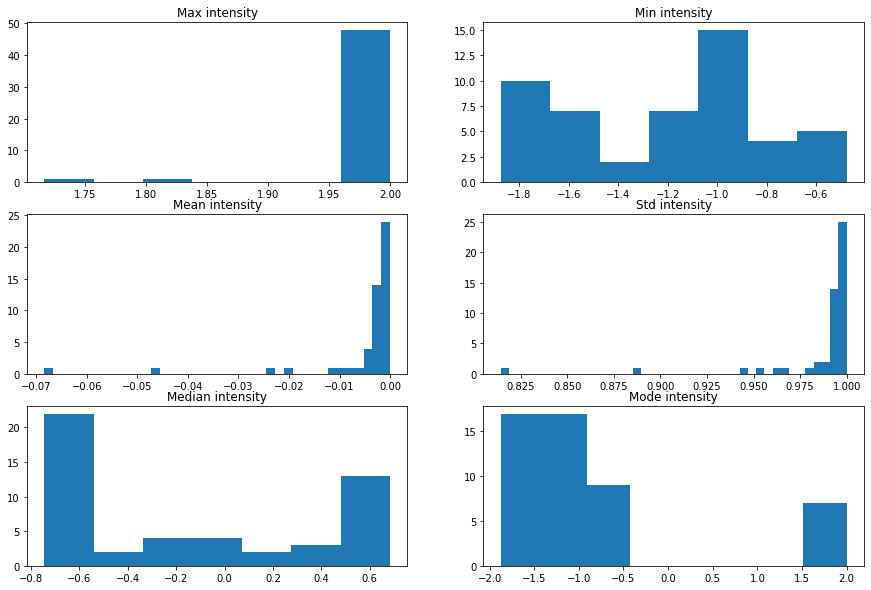 Max intensity
50
40
30
20
10
0
1.75 1.80 1.85 1.90 1.95 2.00
Min intensity
15.0
12.5
10.0
7.5
5.0
2.5
0.0
−1.8 −1.6 −1.4 −1.2 −1.0 −0.8 −0.6
Mean intensity
25
20
15
10
5
0
−0.07 −0.06 −0.05 −0.04 −0.03 −0.02 −0.01 0.00
Std intensity
25
20
15
10
5
0
0.825 0.850 0.875 0.900 0.925 0.950 0.975 1.000
Median intensity
20
15
10
5
0
−0.8 −0.6 −0.4 −0.2 0.0 0.2 0.4 0.6
Mode intensity
15
10
5
0
−2.0 −1.5 −1.0 −0.5 0.0 0.5 1.0 1.5 2.0